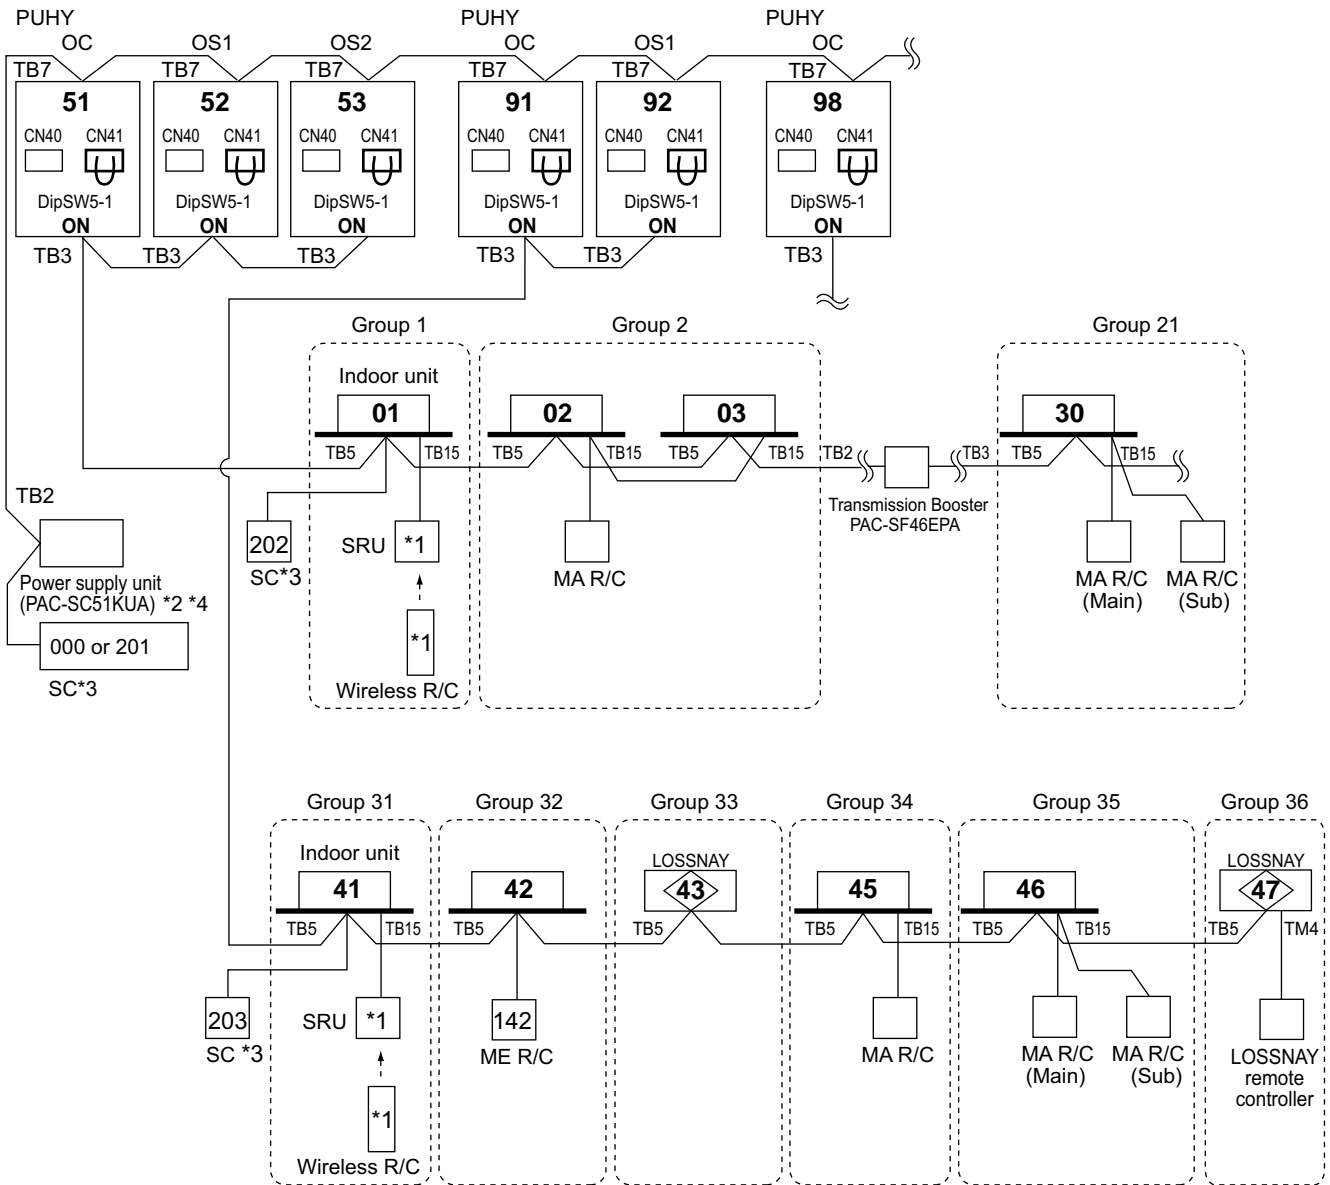 PUHY PUHY PUHY
OC OS1 OS2 OC OS1 OC
TB7 TB7 TB7 TB7 TB7 TB7
51 52 53 91 92 98
CN40 CN41 CN40 CN41 CN40 CN41 CN40 CN41 CN40 CN41 CN40 CN41
DipSW5-1 DipSW5-1 DipSW5-1 DipSW5-1 DipSW5-1 DipSW5-1
ON ON ON ON ON ON
TB3 TB3 TB3 TB3 TB3 TB3
Group 1 Group 2 Group 21
Indoor unit
01 02 03 30
TB5 TB15 TB5 TB15 TB5 TB15 TB2 TB3 TB5 TB15
Transmission Booster
PAC-SF46EPA
TB2
202 SRU *1
SC*3
MA R/C
MA R/C
(Main)
MA R/C
(Sub)
Power supply unit
(PAC-SC51KUA) *2 *4
000 or 201
SC*3
*1
Wireless R/C
Group 31 Group 32 Group 33 Group 34 Group 35 Group 36
Indoor unit LOSSNAY LOSSNAY
41 42 43 45 46 47
TB5 TB15 TB5 TB5 TB5 TB15 TB5 TB15 TB5 TM4
203 SRU *1 142
SC *3
ME R/C
MA R/C
MA R/C
(Main)
MA R/C
(Sub)
LOSSNAY
remote
controller
*1
Wireless R/C